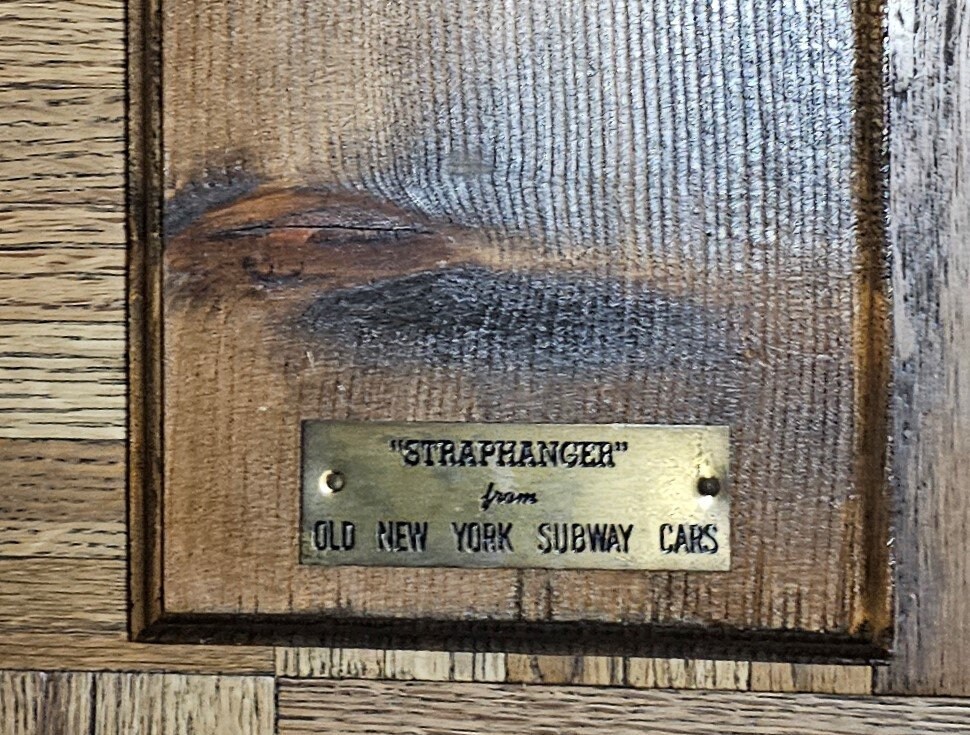 "STRAPHANGER"
from
OLD NEW YORK SUBWAY CARS